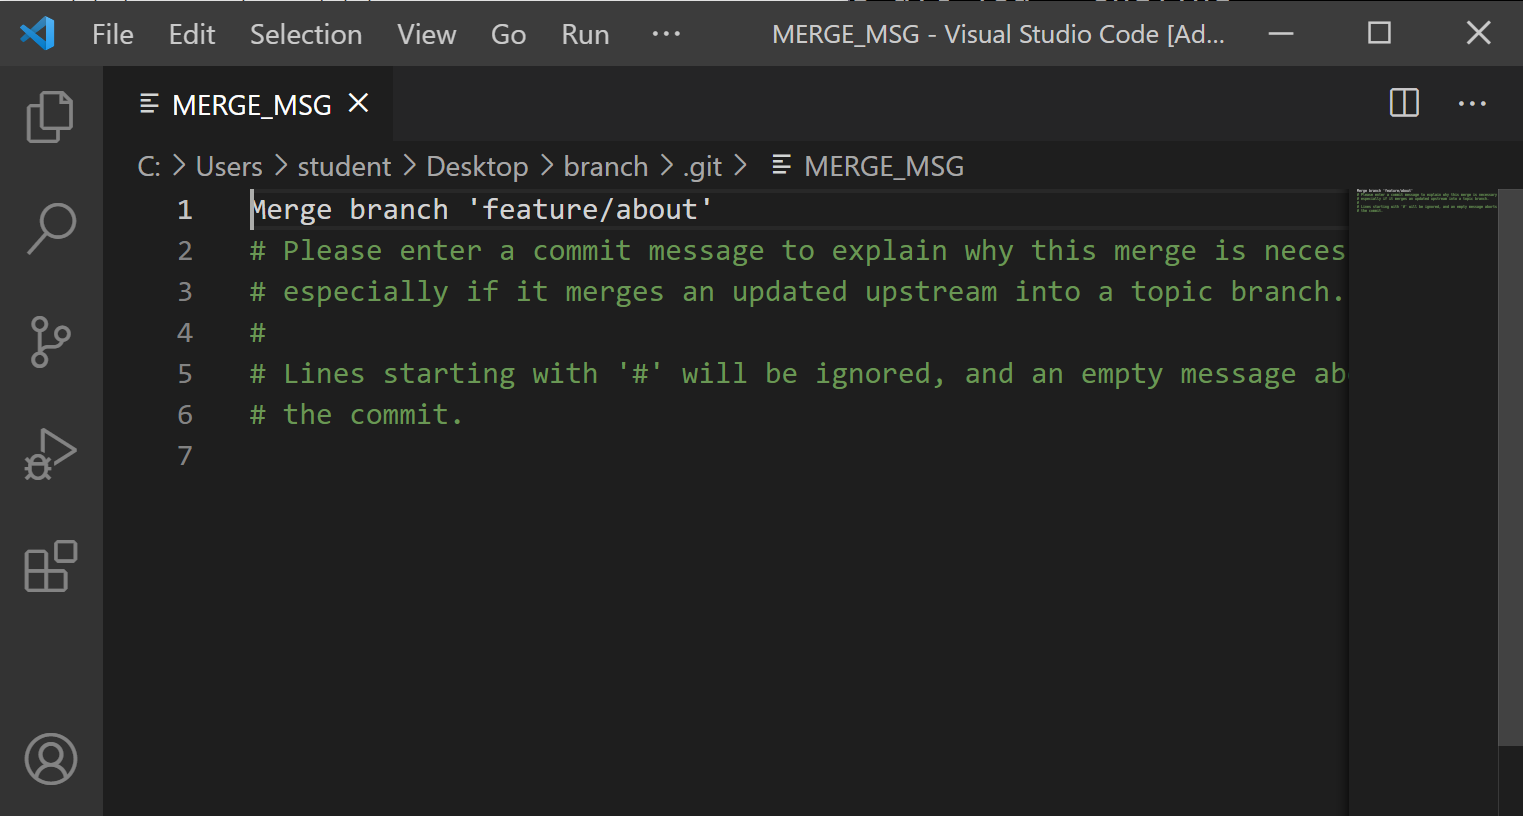 File Edit Selection View Go Run ··· MERGE_MSG - Visual Studio Code [Ad...
MERGE_MSG
C: > Users > student > Desktop > branch > .git > MERGE_MSG
1 Merge branch 'feature/about'
2 # Please enter a commit message to explain why this merge is neces
3 # especially if it merges an updated upstream into a topic branch.
4 #
5 # Lines starting with '#' will be ignored, and an empty message ab
6 # the commit.
7